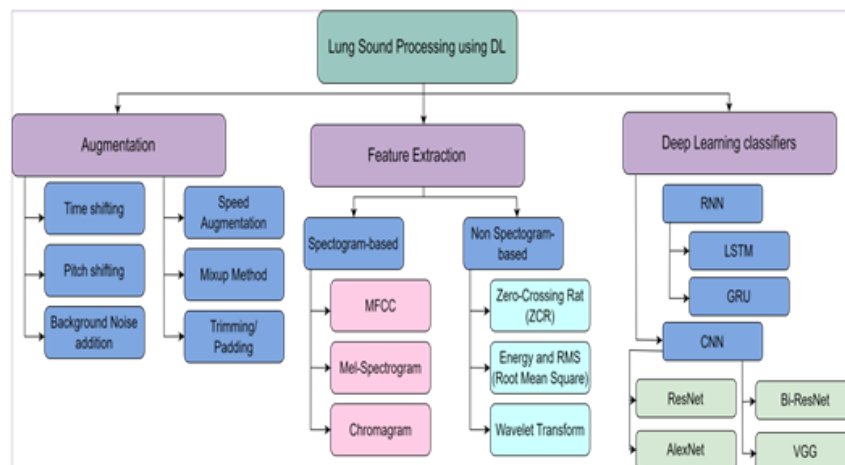 Lung Sound Processing using DL
Augmentation
Time shifting
Pitch shifting
Background Noise
addition
Speed
Augmentation
Mixup Method
Trimming/
Padding
Feature Extraction
Spectogram-based
MFCC
Mel-Spectrogram
Chromagram
Non Spectogram-
based
Zero-Crossing Rat
(ZCR)
Energy and RMS
(Root Mean Square)
Wavelet Transform
Deep Learning classifiers
RNN
LSTM
GRU
CNN
ResNet
AlexNet
Bi-ResNet
VGG